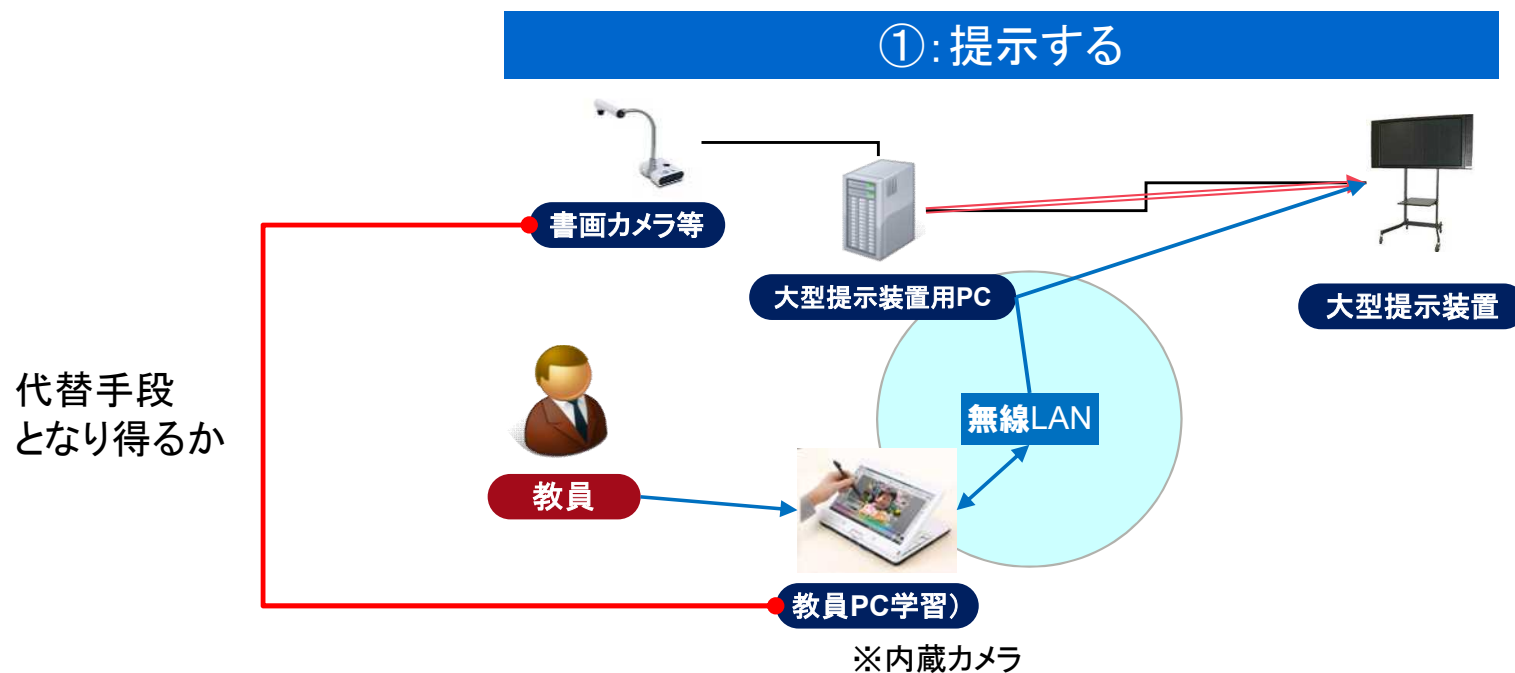 ①:提示する
書画カメラ等
大型提示装置用PC
大型提示装置
代替手段
となり得るか
無線LAN
教員
教員PC学習)
※内蔵カメラ